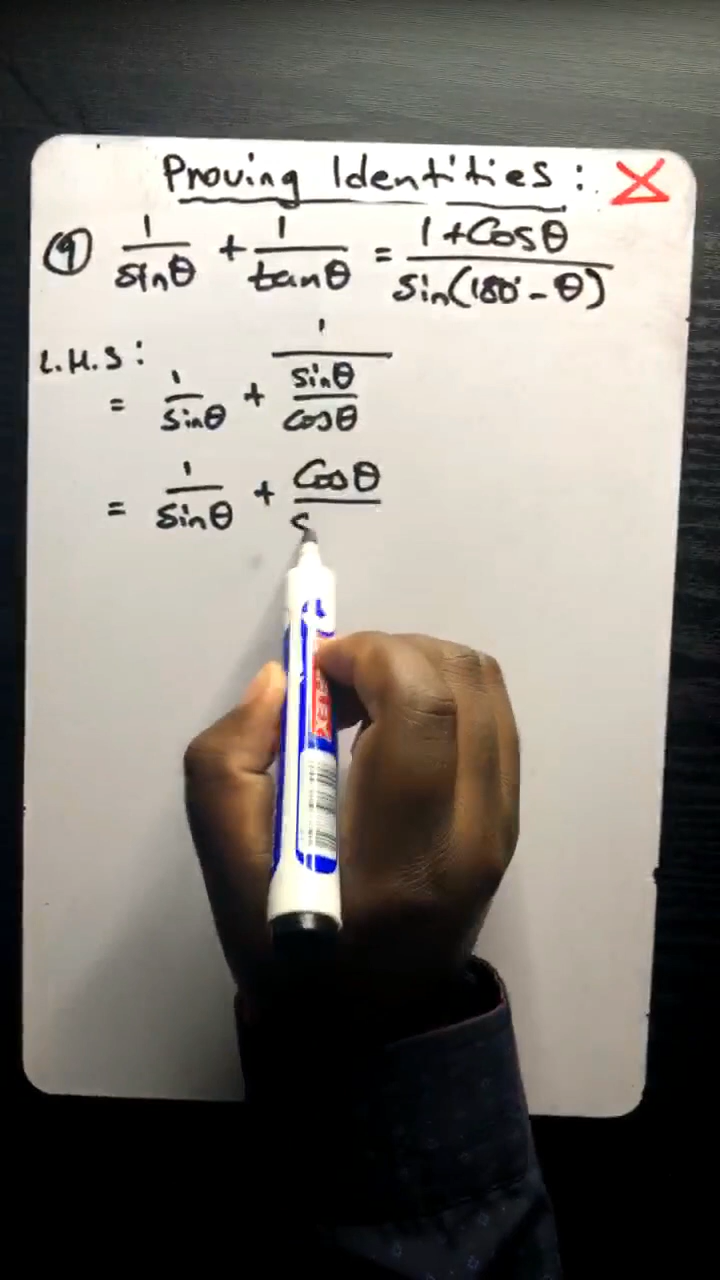 Proving Identities: X
9 1/sinθ + 1/tanθ = 1+Cosθ/sin(180°-θ)
L.H.S:
= 1/sinθ + 1/sinθ/cosθ
= 1/sinθ + Cosθ/s